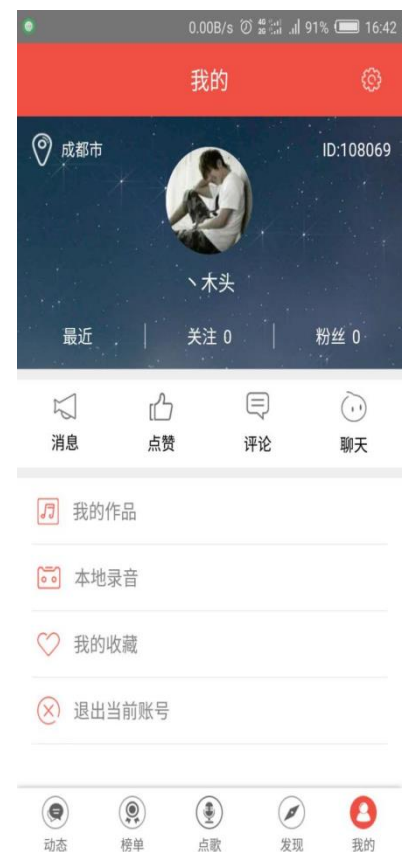 0.00B/s 4G 2G 91% 16:42
我的
成都市 ID:108069
丶木头
最近 关注 0 粉丝 0
消息 点赞 评论 聊天
我的作品
本地录音
我的收藏
退出当前账号
动态 榜单 点歌 发现 我的